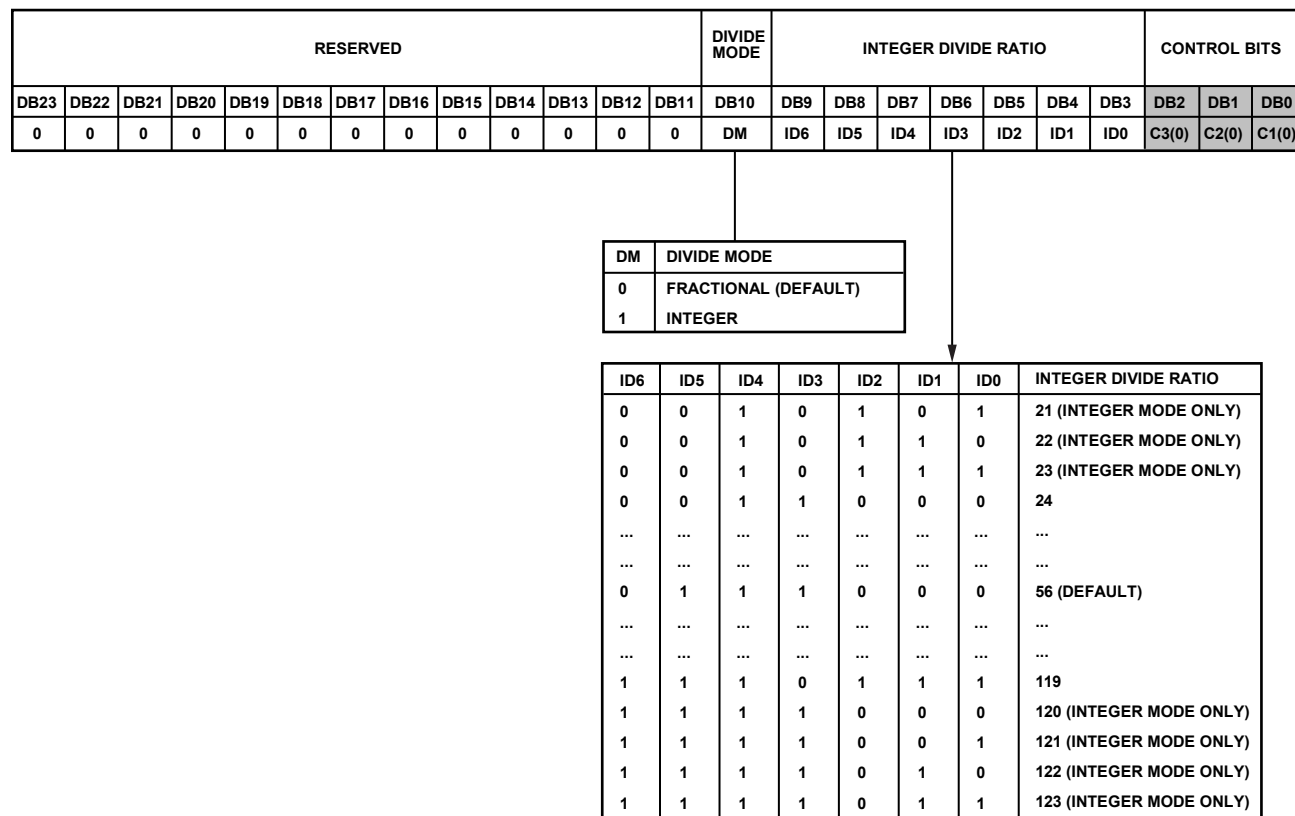 RESERVED DIVIDE MODE INTEGER DIVIDE RATIO CONTROL BITS
DB23 DB22 DB21 DB20 DB19 DB18 DB17 DB16 DB15 DB14 DB13 DB12 DB11 DB10 DB9 DB8 DB7 DB6 DB5 DB4 DB3 DB2 DB1 DB0
0 0 0 0 0 0 0 0 0 0 0 0 0 DM ID6 ID5 ID4 ID3 ID2 ID1 ID0 C3(0) C2(0) C1(0)
DM DIVIDE MODE
0 FRACTIONAL (DEFAULT)
1 INTEGER
ID6 ID5 ID4 ID3 ID2 ID1 ID0 INTEGER DIVIDE RATIO
0 0 1 0 1 0 1 21 (INTEGER MODE ONLY)
0 0 1 0 1 1 0 22 (INTEGER MODE ONLY)
0 0 1 0 1 1 1 23 (INTEGER MODE ONLY)
0 0 1 1 0 0 0 24
... ... ... ... ... ... ... ...
... ... ... ... ... ... ... ...
0 1 1 1 0 0 0 56 (DEFAULT)
... ... ... ... ... ... ... ...
... ... ... ... ... ... ... ...
1 1 1 0 1 1 1 119
1 1 1 1 0 0 0 120 (INTEGER MODE ONLY)
1 1 1 1 0 0 1 121 (INTEGER MODE ONLY)
1 1 1 1 0 1 0 122 (INTEGER MODE ONLY)
1 1 1 1 0 1 1 123 (INTEGER MODE ONLY)